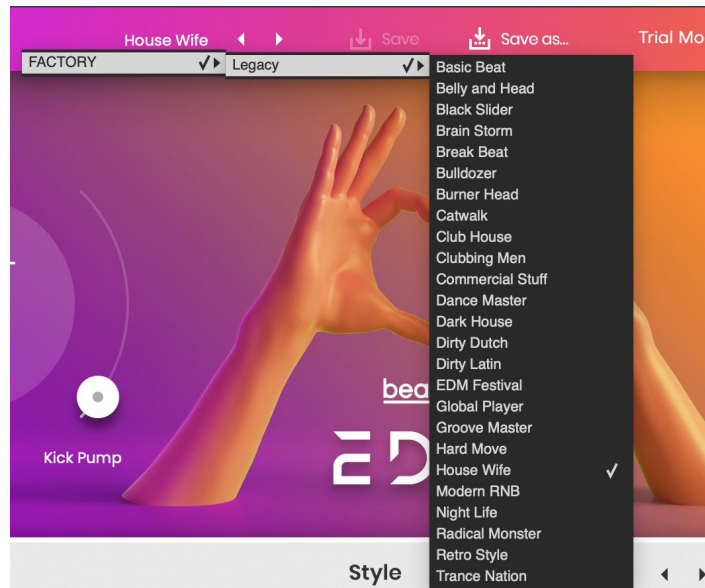 House Wife
Save
Save as...
Trial Mo
FACTORY
Legacy
Basic Beat
Belly and Head
Black Slider
Brain Storm
Break Beat
Bulldozer
Burner Head
Catwalk
Club House
Clubbing Men
Commercial Stuff
Dance Master
Dark House
Dirty Dutch
Dirty Latin
EDM Festival
Global Player
Groove Master
Hard Move
House Wife
Modern RNB
Night Life
Radical Monster
Retro Style
Trance Nation
bea
ED
Kick Pump
Style